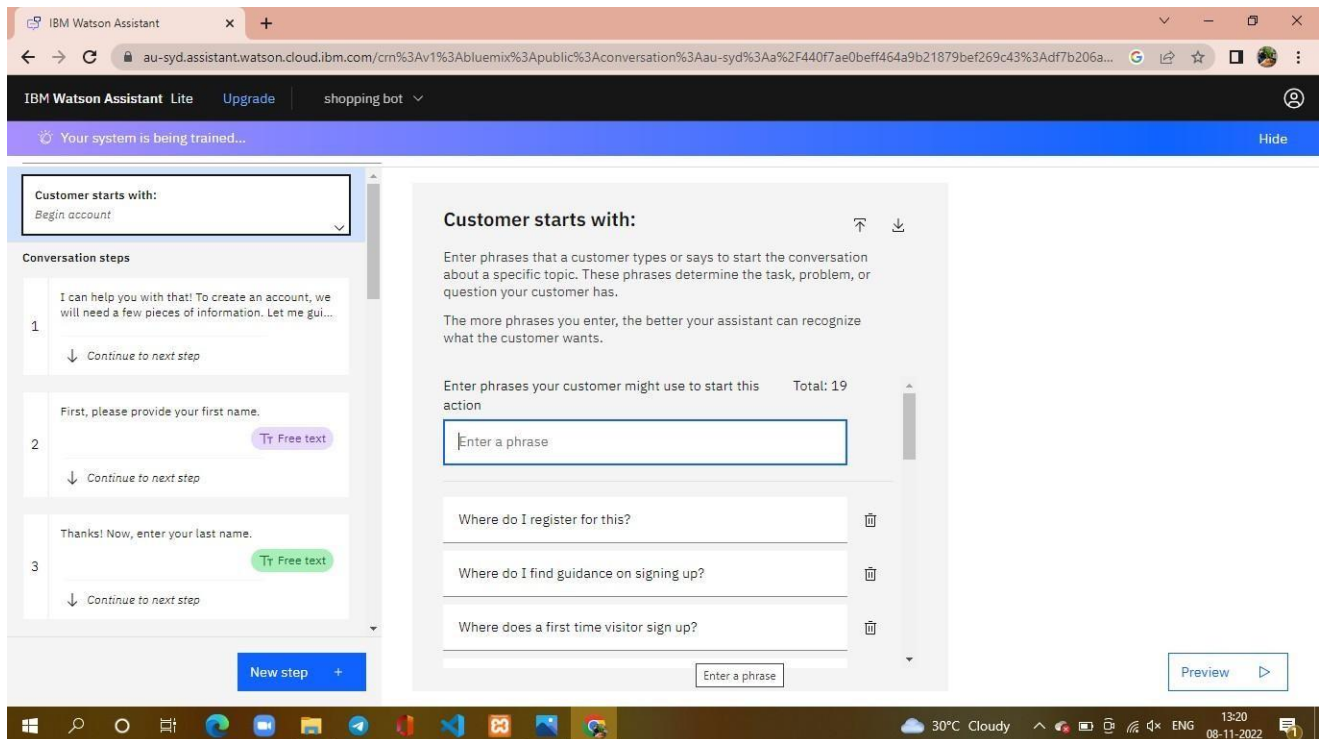 IBM Watson Assistant
au-syd.assistant.watson.cloud.ibm.com/crn%3Av1%3Abluemix%3Apublic%3Aconversation%3Aau-syd%3Aa%2F440f7ae0beff464a9b21879bef269c43%3Adf7b206a...
IBM Watson Assistant Lite Upgrade shopping bot
Your system is being trained... Hide
Customer starts with:
Begin account
Conversation steps
1
I can help you with that! To create an account, we
will need a few pieces of information. Let me gui...
Continue to next step
2
First, please provide your first name.
Free text
Continue to next step
3
Thanks! Now, enter your last name.
Free text
Continue to next step
New step +
Customer starts with:
Enter phrases that a customer types or says to start the conversation
about a specific topic. These phrases determine the task, problem, or
question your customer has.
The more phrases you enter, the better your assistant can recognize
what the customer wants.
Enter phrases your customer might use to start this Total: 19
action
Enter a phrase
Where do I register for this?
Where do I find guidance on signing up?
Where does a first time visitor sign up?
Enter a phrase
Preview
30°C Cloudy ENG 13:20
08-11-2022